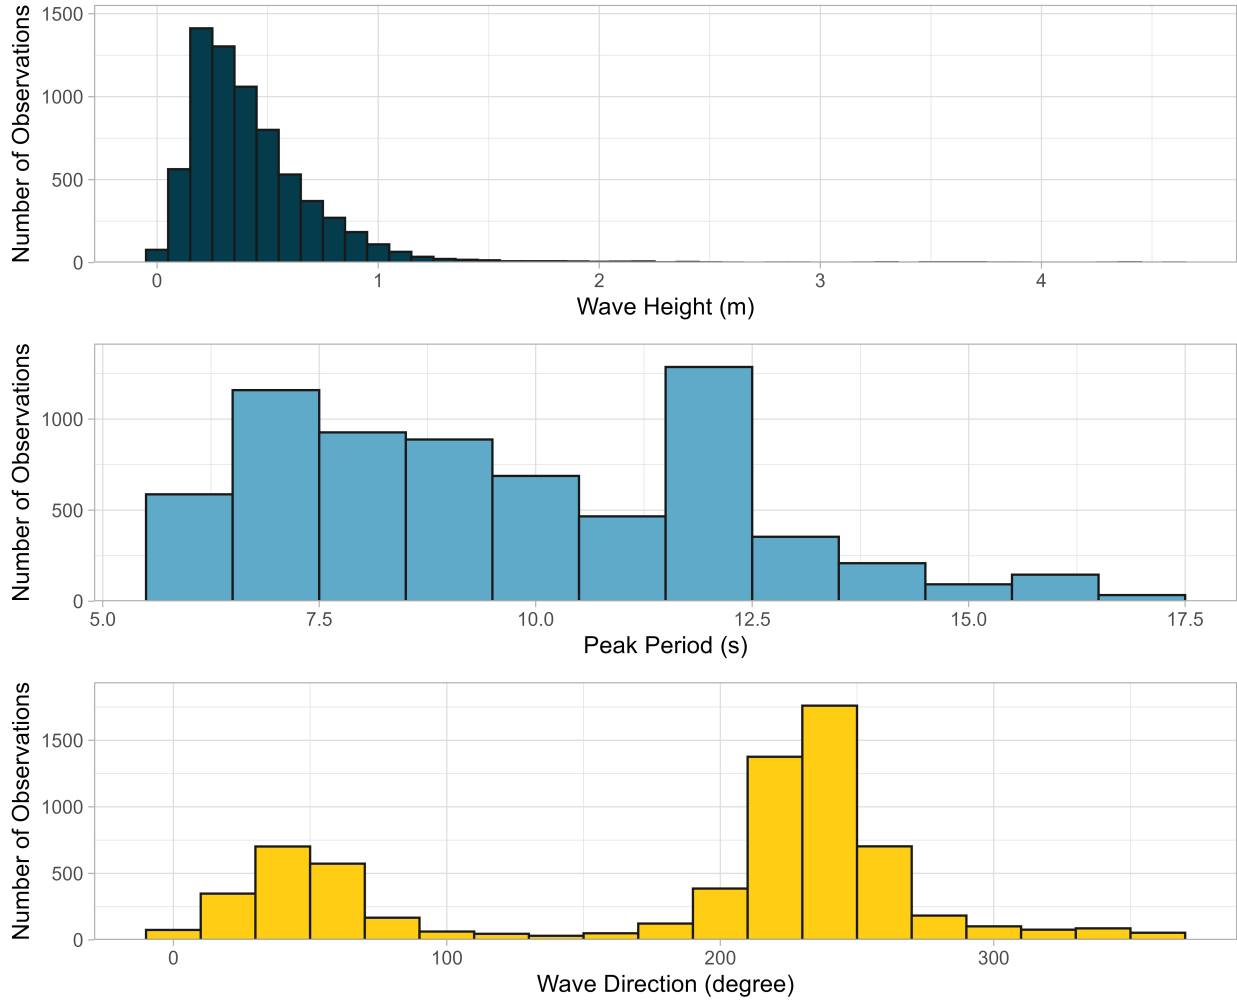 Number of Observations
1500
1000
500
0
0 1 2 3 4
Wave Height (m)
Number of Observations
1000
500
0
5.0 7.5 10.0 12.5 15.0 17.5
Peak Period (s)
Number of Observations
1500
1000
500
0
0 100 200 300
Wave Direction (degree)